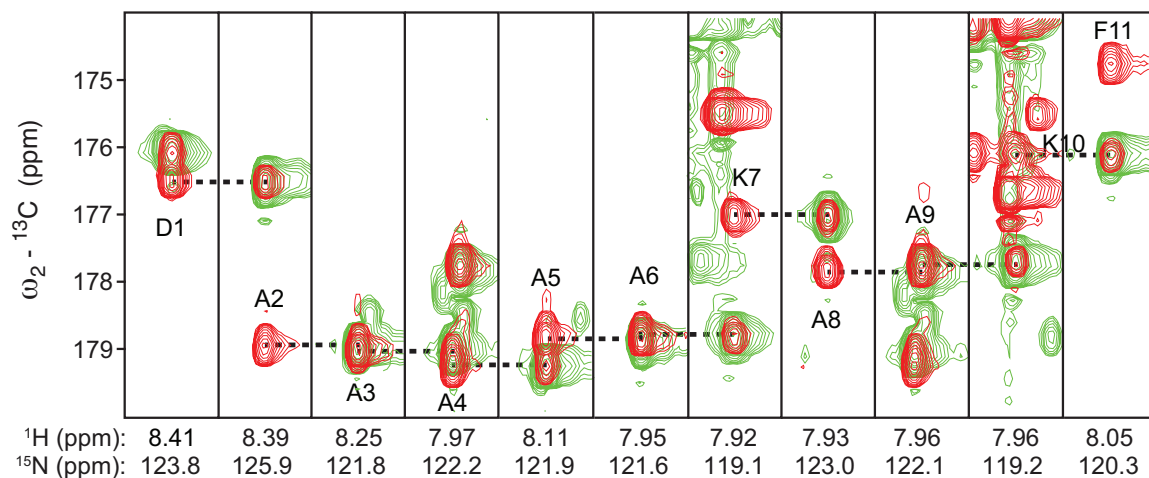 F11
175
176
K10
K7
177
D1
A9
ω₂ - ¹³C (ppm)
178
A2
A5
A6
A8
179
A3
A4
¹H (ppm): 8.41 8.39 8.25 7.97 8.11 7.95 7.92 7.93 7.96 7.96 8.05
¹⁵N (ppm): 123.8 125.9 121.8 122.2 121.9 121.6 119.1 123.0 122.1 119.2 120.3